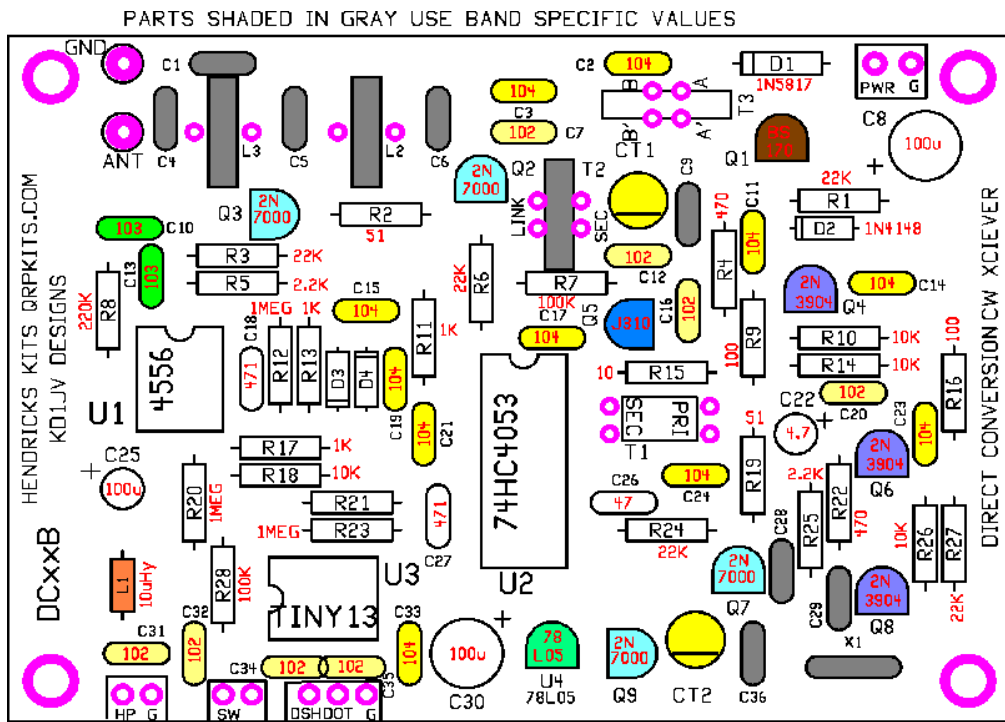 PARTS SHADED IN GRAY USE BAND SPECIFIC VALUES
GND
ANT
C1
C4
L3
C5
L2
C6
C2
104
104
C3
102
C7
B
A
B'
A'
T3
D1
1N5817
PWR
G
C8
100u
CT1
Q1
BS
170
C9
470
C11
104
22K
R1
D2
1N4148
Q2
2N
7000
T2
LINK
SEC
Q3
2N
7000
R2
51
103
C10
C13
103
R3
22K
R5
2.2K
R6
22K
R7
100K
102
C12
R4
2N
3904
Q4
104
C14
220K
R8
C15
104
1MEG
1K
R11
1K
C17
104
Q5
J310
C16
102
100
R9
R10
10K
R14
10K
100
R16
U1
4556
C18
471
R12
R13
D3
D4
104
C19
104
C21
74HC4053
U2
10
R15
SEC
PRI
T1
102
C20
C22
4.7
C23
104
2N
3904
Q6
HENDRICKS KITS QRPKITS.COM
KD1JV DESIGNS
DCxxB
DIRECT CONVERSION CW XCIEVER
C25
100u
R17
1K
R18
10K
R20
1MEG
R21
1MEG
R23
471
C27
C26
47
104
C24
R24
22K
51
R19
2.2K
R25
R22
470
10K
R26
R27
22K
L1
10uHy
R28
100K
U3
TINY13
2N
7000
Q7
C28
C29
2N
3904
Q8
X1
C31
102
C32
102
C34
102
102
C35
C33
104
100u
C30
78
L05
U4
78L05
2N
7000
Q9
CT2
C36
HP
G
SW
DSH
DOT
G